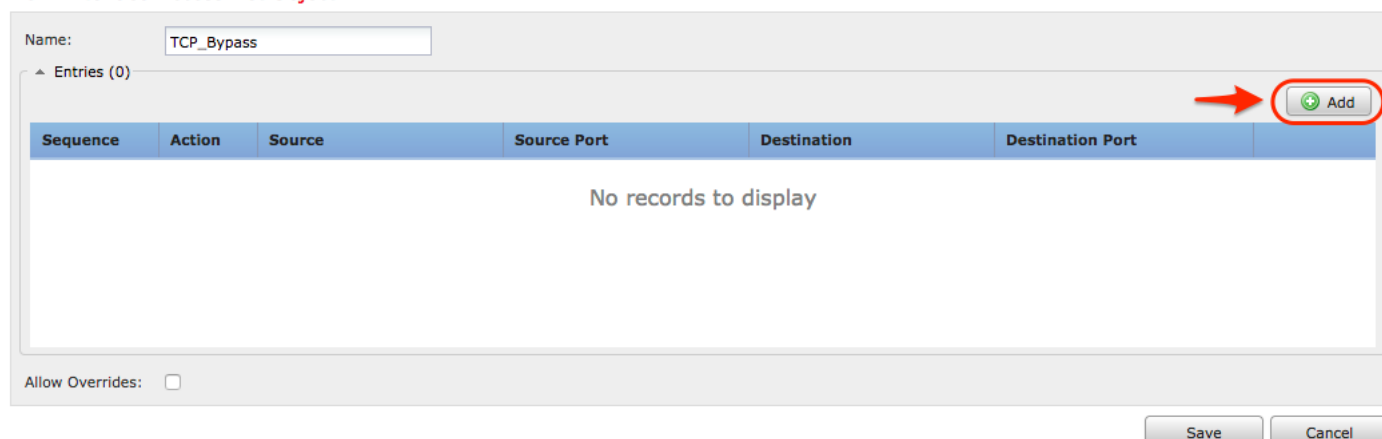 Name: TCP_Bypass
Entries (0)
Add
Sequence Action Source Source Port Destination Destination Port
No records to display
Allow Overrides:
Save Cancel